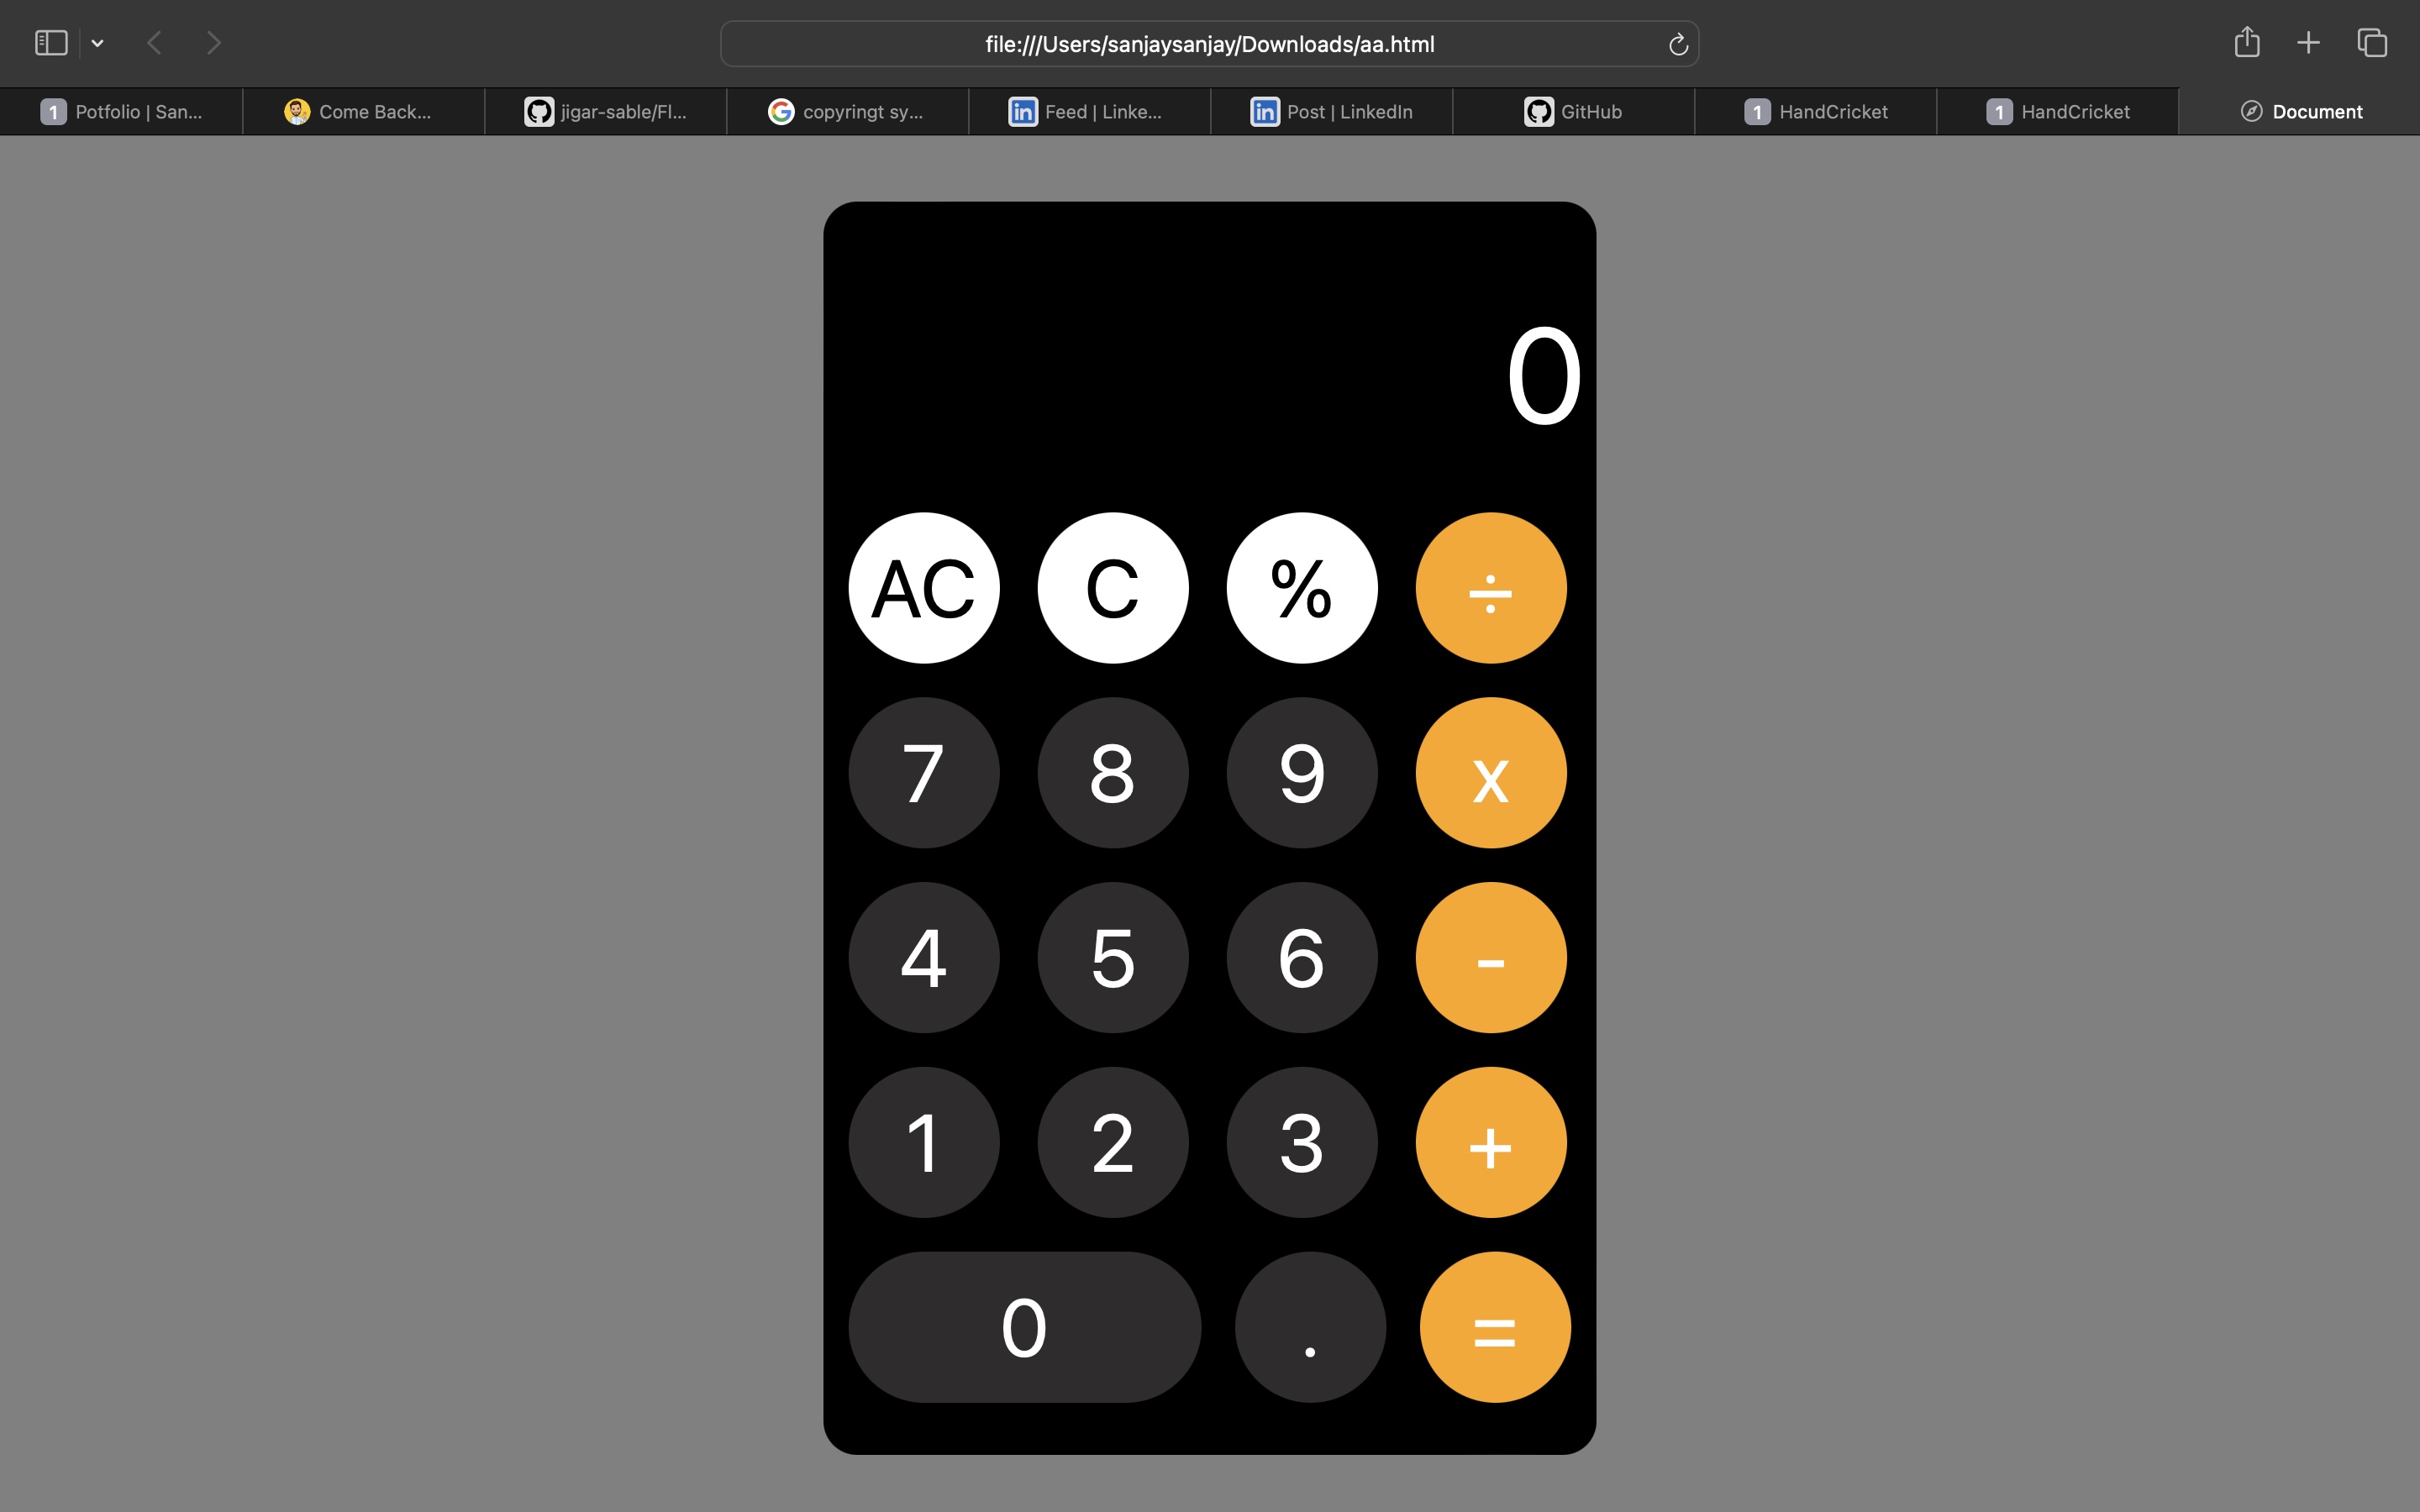 file:///Users/sanjaysanjay/Downloads/aa.html
1 Potfolio | San... Come Back... jigar-sable/Fl... G copyringt sy... in Feed | Linke... in Post | LinkedIn GitHub 1 HandCricket 1 HandCricket Document
0
AC C % ÷
7 8 9 x
4 5 6 -
1 2 3 +
0 . =